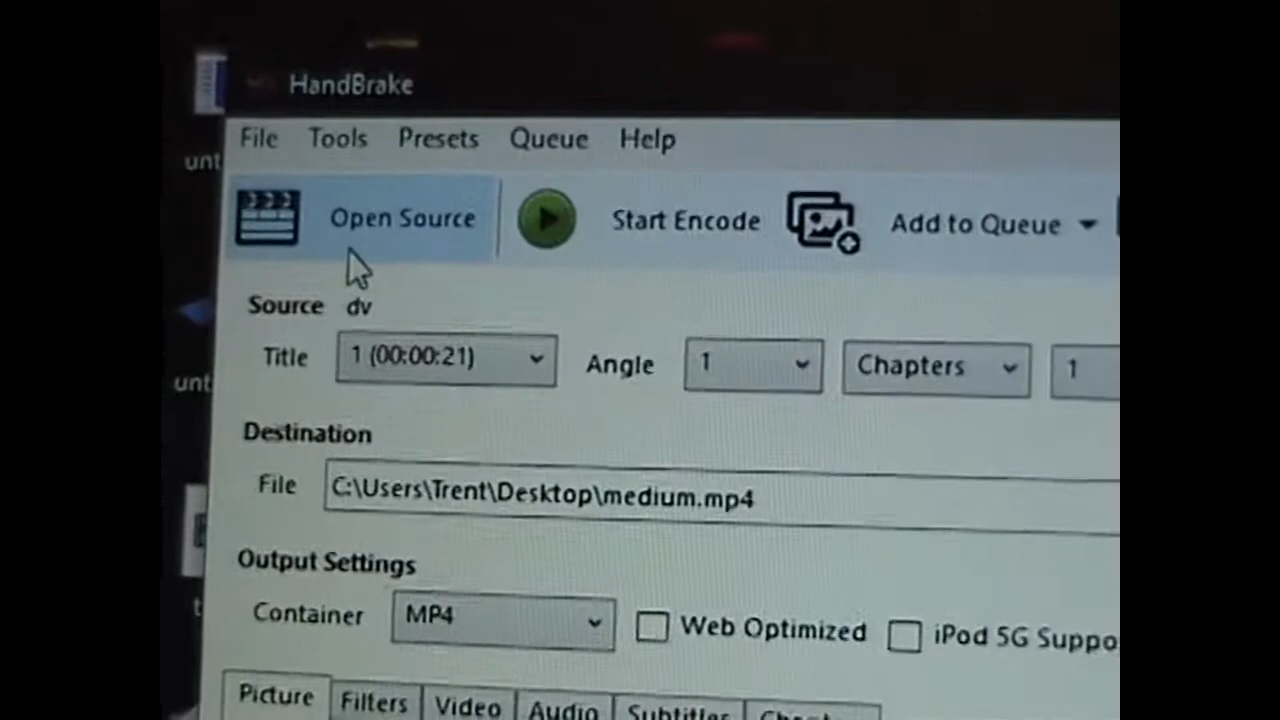 HandBrake
File Tools Presets Queue Help
unt
Open Source Start Encode Add to Queue
Source dv
Title 1 (00:00:21) Angle 1 Chapters 1
unt
Destination
File C:\Users\Trent\Desktop\medium.mp4
Output Settings
Container MP4 Web Optimized iPod 5G Suppo
t
Picture Filters Video Audio Subtitles